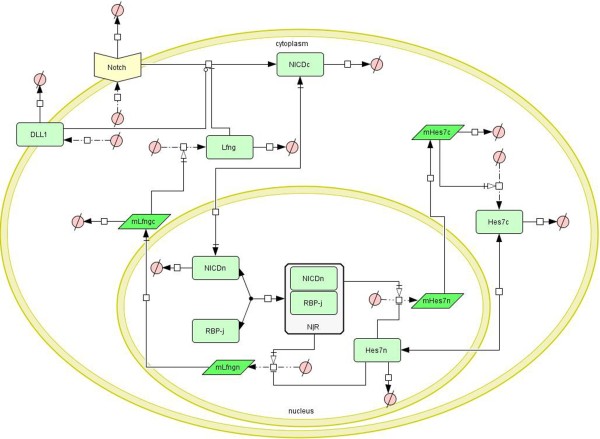 cytoplasm
Notch
NICDc
DLL1
Lfng
mHes7c
mLfngc
Hes7c
NICDn
NICDn
RBP-j
RBP-j
NJR
mHes7n
Hes7n
mLfngn
nucleus